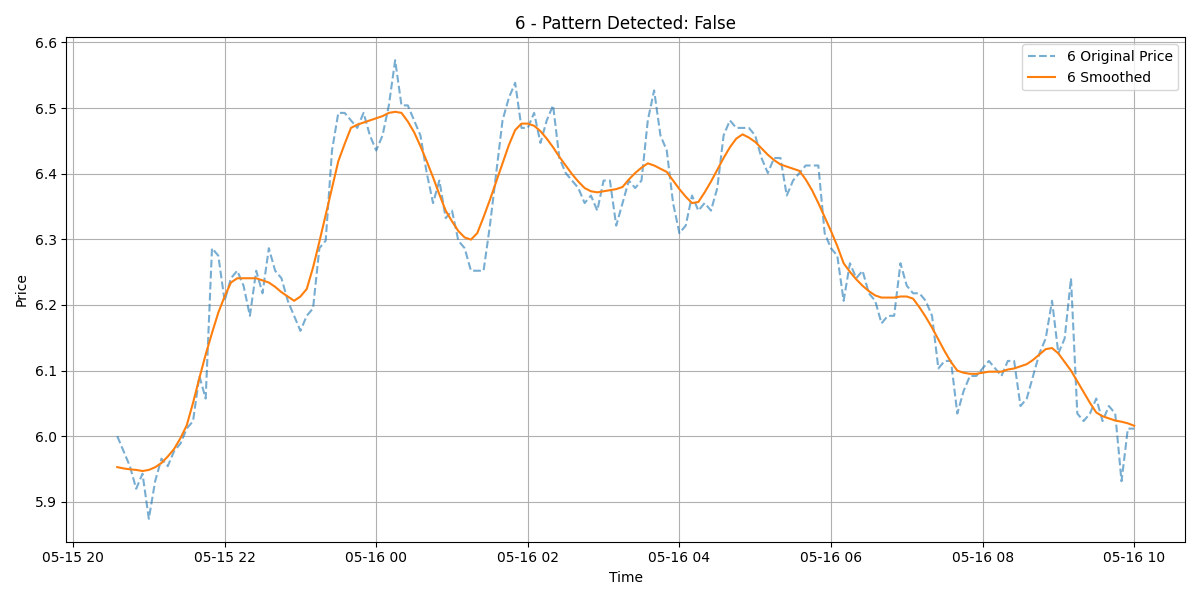 6 - Pattern Detected: False
6 Original Price
6 Smoothed
Price
6.6
6.5
6.4
6.3
6.2
6.1
6.0
5.9
05-15 20 05-15 22 05-16 00 05-16 02 05-16 04 05-16 06 05-16 08 05-16 10
Time